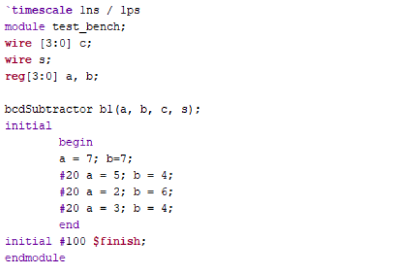 `timescale 1ns / 1ps
module test_bench;
wire [3:0] c;
wire s;
reg[3:0] a, b;
bcdSubtractor b1(a, b, c, s);
initial
begin
a = 7; b=7;
#20 a = 5; b = 4;
#20 a = 2; b = 6;
#20 a = 3; b = 4;
end
initial #100 $finish;
endmodule